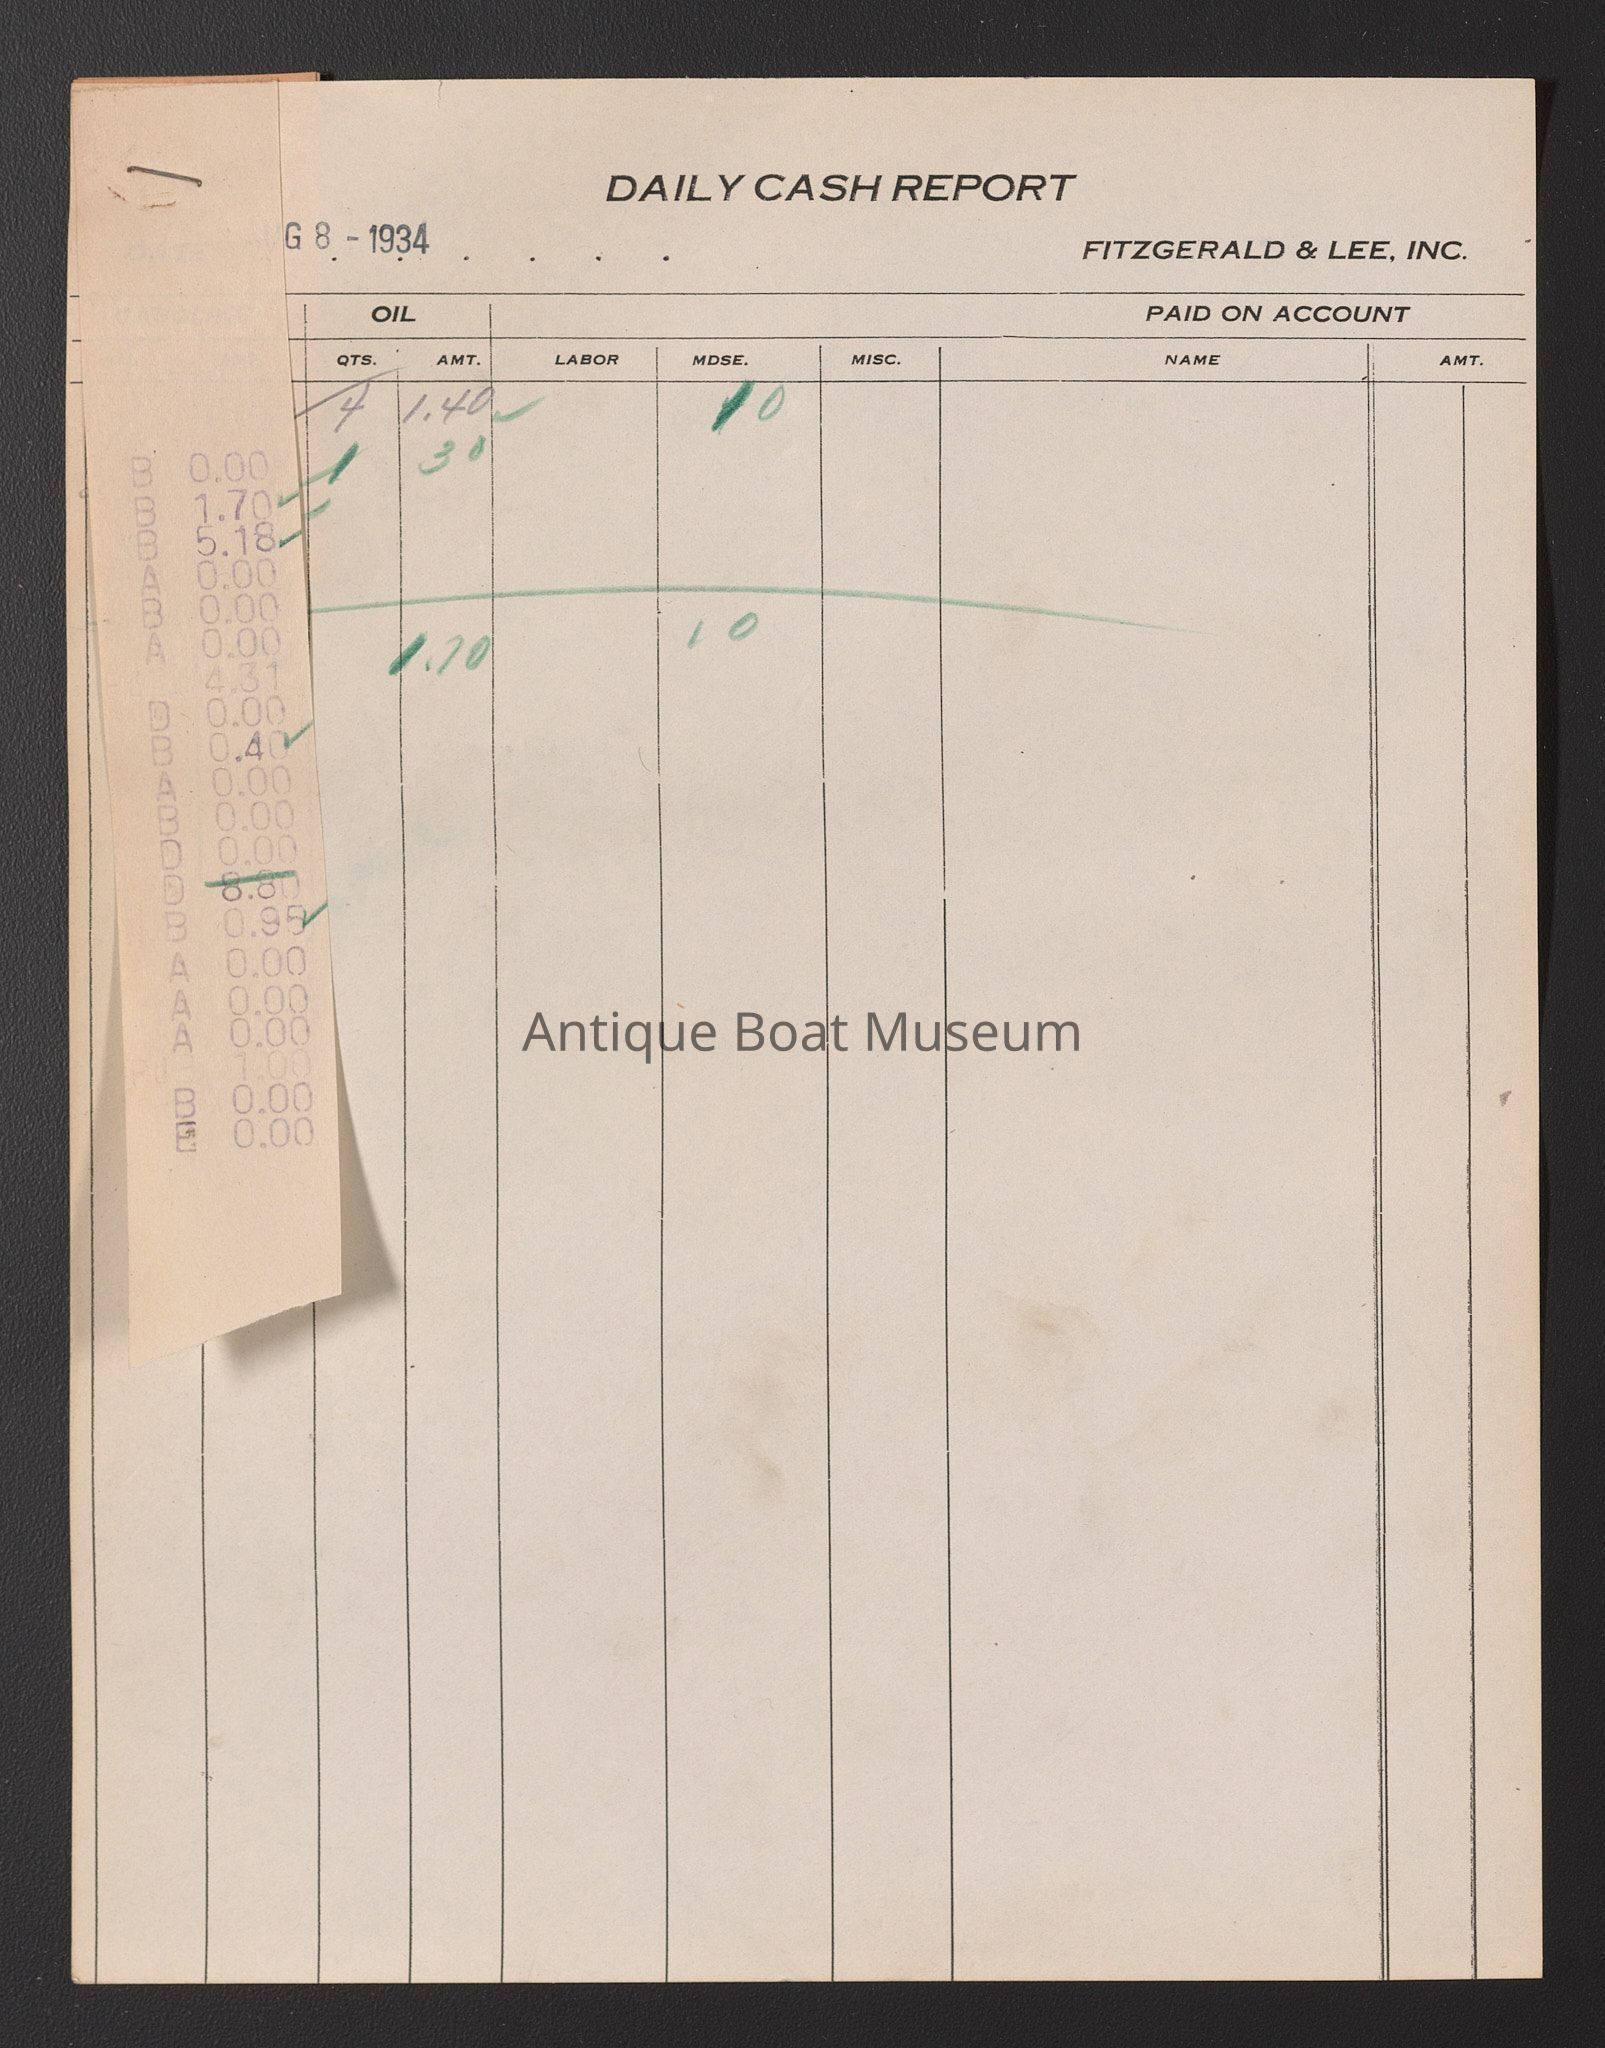 DAILY CASH REPORT
G 8 - 1934
FITZGERALD & LEE, INC.
OIL PAID ON ACCOUNT
QTS. AMT. LABOR MDSE. MISC. NAME AMT.
4 1.40 10
1 30
1.70 10
B 0.00
B 1.70
B 5.18
A 0.00
B 0.00
A 0.00
4.31
D 0.00
B 0.40
A 0.00
B 0.00
D 0.00
D 8.80
B 0.95
A 0.00
A 0.00
A 0.00
1.00
B 0.00
E 0.00
Antique Boat Museum